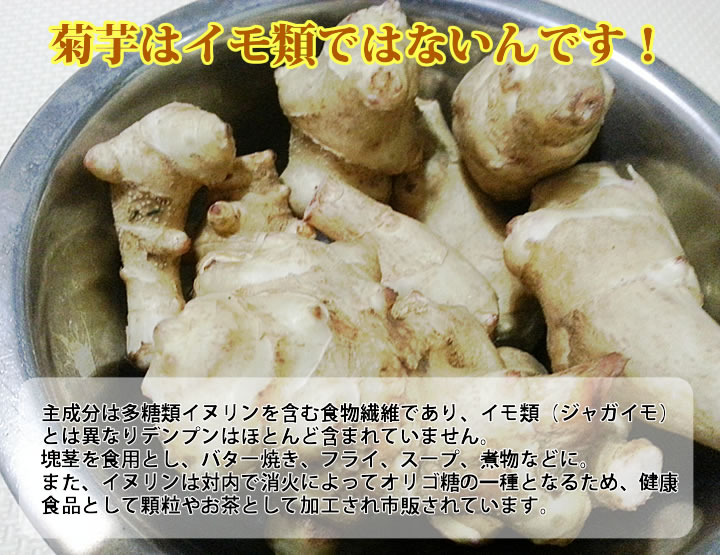 菊芋はイモ類ではないんです！
主成分は多糖類イヌリンを含む食物繊維であり、イモ類（ジャガイモ）
とは異なりデンプンはほとんど含まれていません。
塊茎を食用とし、バター焼き、フライ、スープ、煮物などに。
また、イヌリンは対内で消火によってオリゴ糖の一種となるため、健康
食品として顆粒やお茶として加工され市販されています。